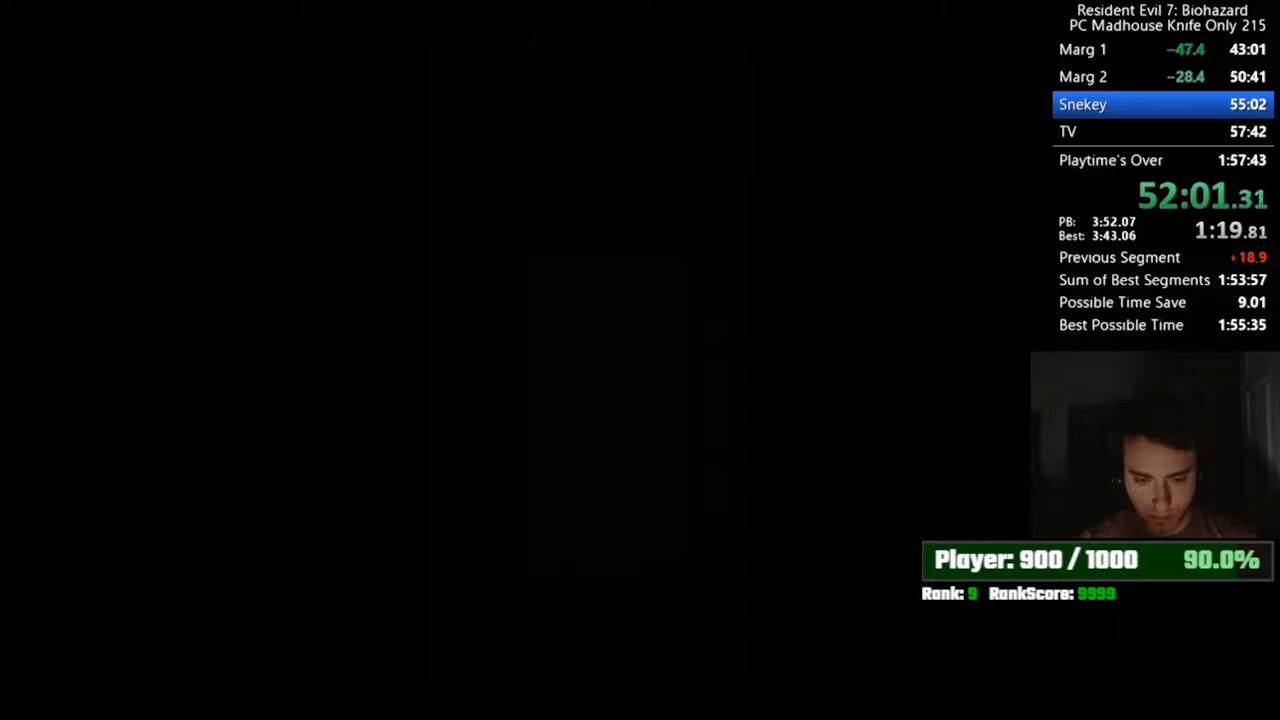 Resident Evil 7: Biohazard
PC Madhouse Knife Only 215
Marg 1 -47.4 43:01
Marg 2 -28.4 50:41
Snekey 55:02
TV 57:42
Playtime's Over 1:57:43
52:01.31
PB: 3:52.07
Best: 3:43.06
1:19.81
Previous Segment +18.9
Sum of Best Segments 1:53:57
Possible Time Save 9.01
Best Possible Time 1:55:35
Player: 900 / 1000 90.0%
Rank: 9 RankScore: 9999